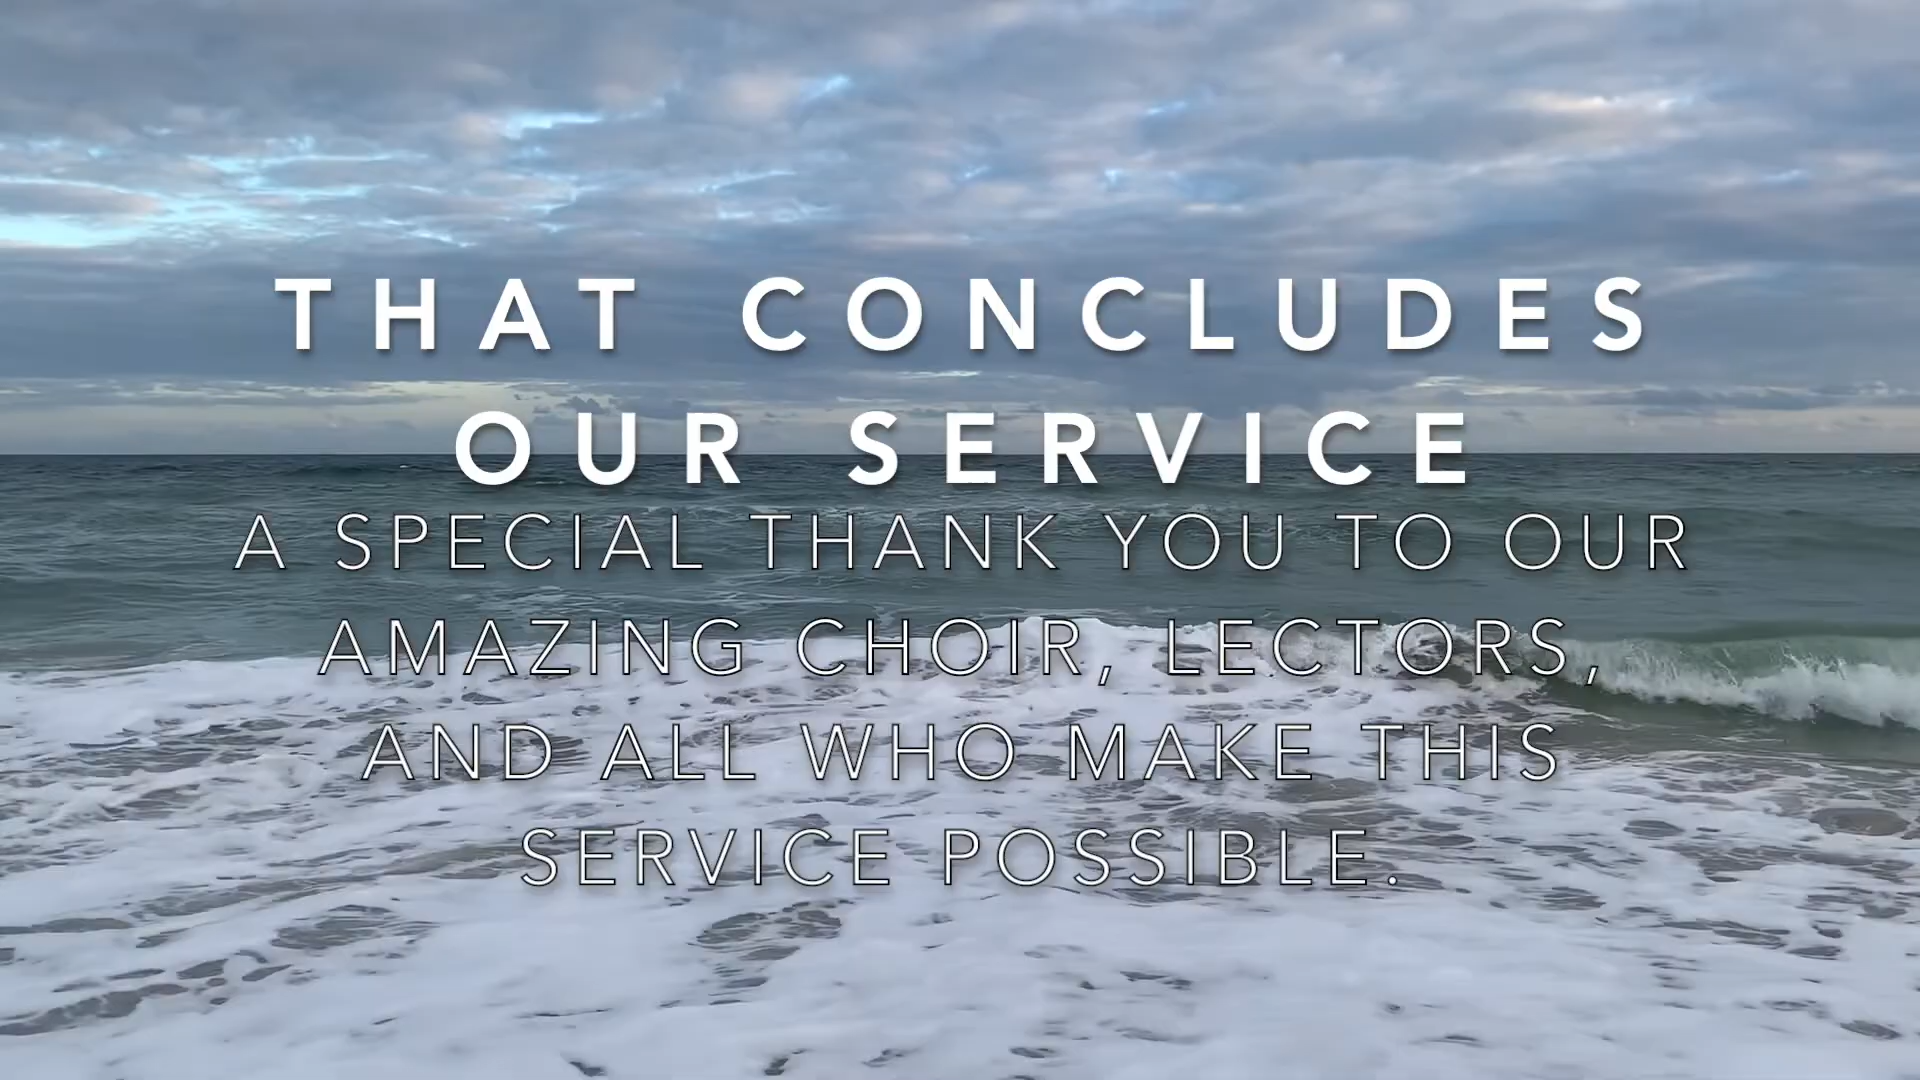 THAT CONCLUDES
OUR SERVICE
A SPECIAL THANK YOU TO OUR
AMAZING CHOIR, LECTORS,
AND ALL WHO MAKE THIS
SERVICE POSSIBLE.